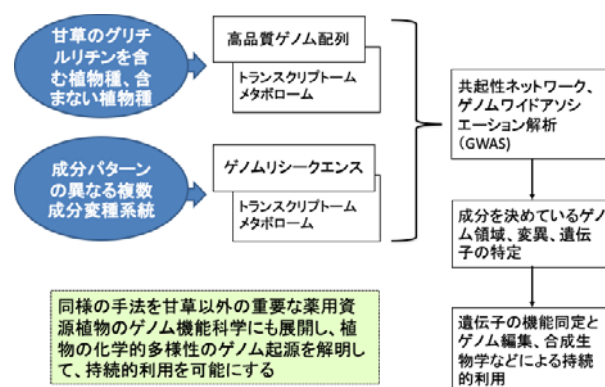 甘草のグリチ
ルリチンを含
む植物種、含
まない植物種
高品質ゲノム配列
トランスクリプトーム
メタボローム
成分パターン
の異なる複数
成分変種系統
ゲノムリシークエンス
トランスクリプトーム
メタボローム
共起性ネットワーク、
ゲノムワイドアソシ
エーション解析
(GWAS)
成分を決めているゲノ
ム領域、変異、遺伝
子の特定
遺伝子の機能同定と
ゲノム編集、合成生
物学などによる持続
的利用
同様の手法を甘草以外の重要な薬用資
源植物のゲノム機能科学にも展開し、植
物の化学的多様性のゲノム起源を解明し
て、持続的利用を可能にする